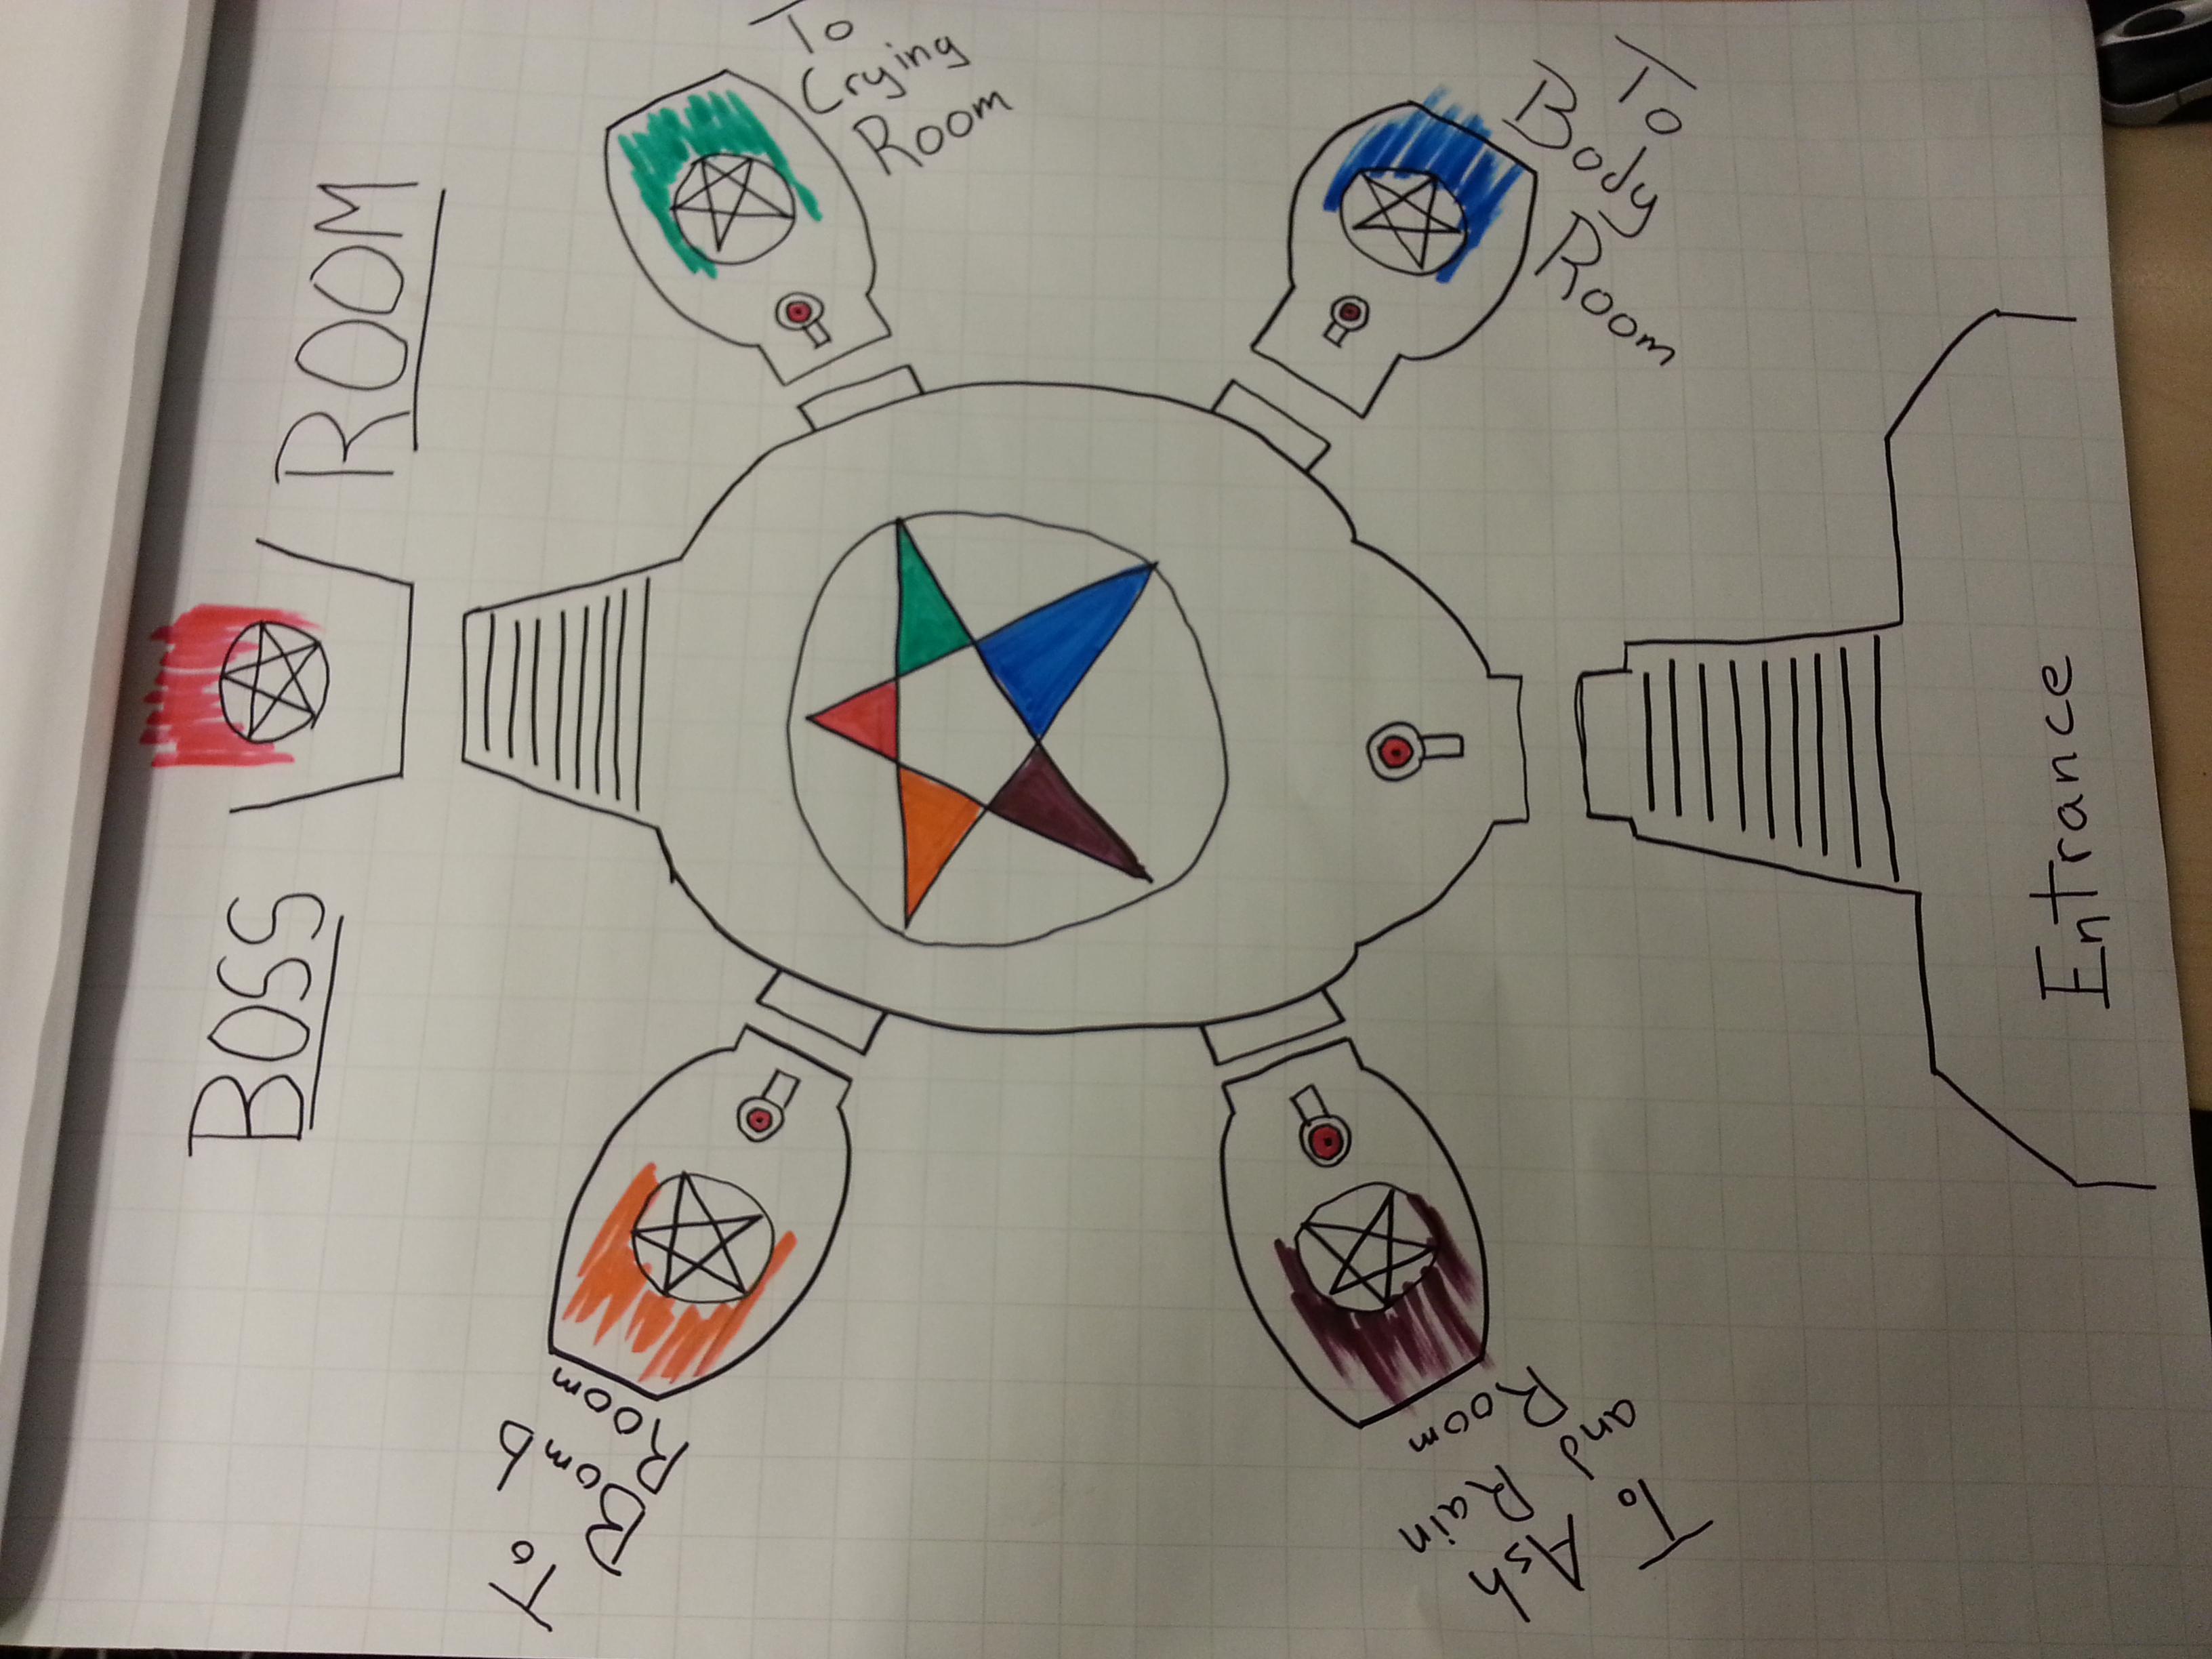 BOSS ROOM
To
Crying
Room
To
Body
Room
To
Bomb
Room
To
Ash
and Rain
Room
Entrance